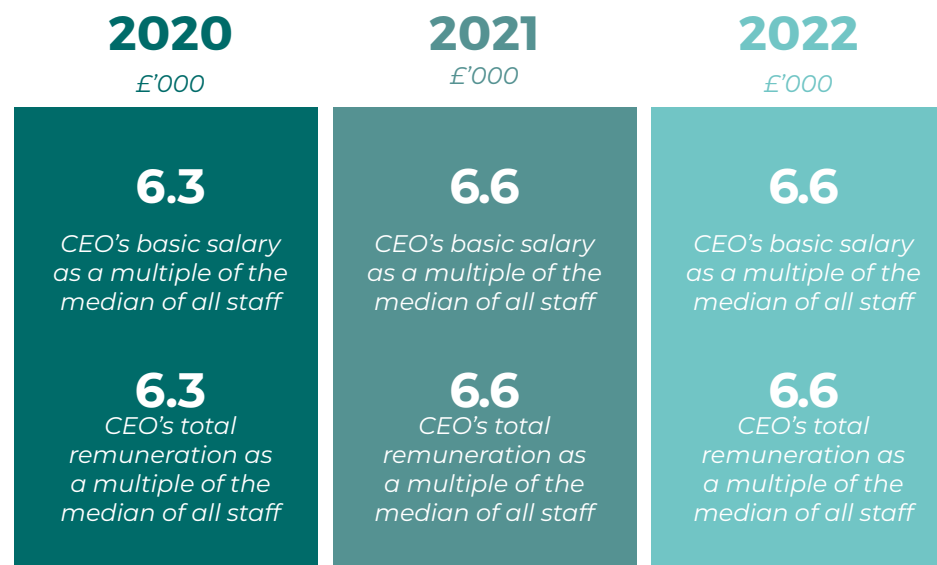 2020
£’000
6.3
CEO’s basic salary
as a multiple of the
median of all staff
6.3
CEO’s total
remuneration as
a multiple of the
median of all staff
2021
£’000
6.6
CEO’s basic salary
as a multiple of the
median of all staff
6.6
CEO’s total
remuneration as
a multiple of the
median of all staff
2022
£’000
6.6
CEO’s basic salary
as a multiple of the
median of all staff
6.6
CEO’s total
remuneration as
a multiple of the
median of all staff